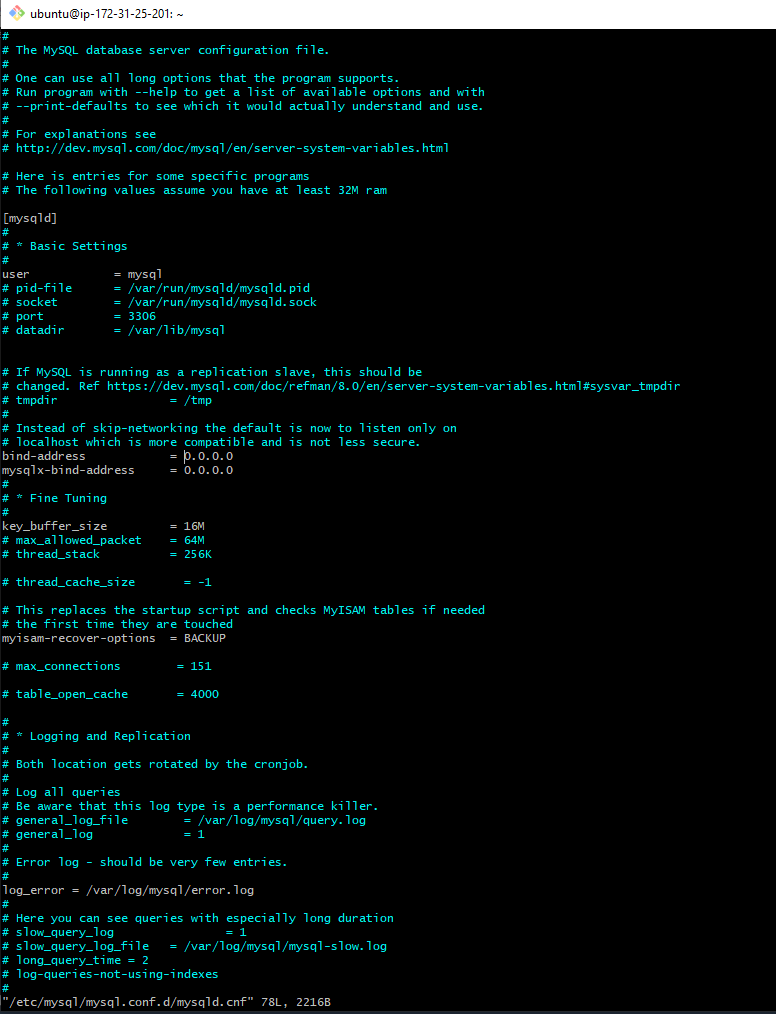 ubuntu@ip-172-31-25-201: ~
#
# The MySQL database server configuration file.
#
# One can use all long options that the program supports.
# Run program with --help to get a list of available options and with
# --print-defaults to see which it would actually understand and use.
#
# For explanations see
# http://dev.mysql.com/doc/mysql/en/server-system-variables.html

# Here is entries for some specific programs
# The following values assume you have at least 32M ram

[mysqld]
#
# * Basic Settings
#
user            = mysql
# pid-file      = /var/run/mysqld/mysqld.pid
# socket        = /var/run/mysqld/mysqld.sock
# port          = 3306
# datadir       = /var/lib/mysql


# If MySQL is running as a replication slave, this should be
# changed. Ref https://dev.mysql.com/doc/refman/8.0/en/server-system-variables.html#sysvar_tmpdir
# tmpdir                = /tmp
#
# Instead of skip-networking the default is now to listen only on
# localhost which is more compatible and is not less secure.
bind-address            = 0.0.0.0
mysqlx-bind-address     = 0.0.0.0
#
# * Fine Tuning
#
key_buffer_size         = 16M
# max_allowed_packet    = 64M
# thread_stack          = 256K

# thread_cache_size       = -1

# This replaces the startup script and checks MyISAM tables if needed
# the first time they are touched
myisam-recover-options  = BACKUP

# max_connections        = 151

# table_open_cache       = 4000

#
# * Logging and Replication
#
# Both location gets rotated by the cronjob.
#
# Log all queries
# Be aware that this log type is a performance killer.
# general_log_file        = /var/log/mysql/query.log
# general_log             = 1
#
# Error log - should be very few entries.
#
log_error = /var/log/mysql/error.log
#
# Here you can see queries with especially long duration
# slow_query_log                = 1
# slow_query_log_file   = /var/log/mysql/mysql-slow.log
# long_query_time = 2
# log-queries-not-using-indexes
#
"/etc/mysql/mysql.conf.d/mysqld.cnf" 78L, 2216B